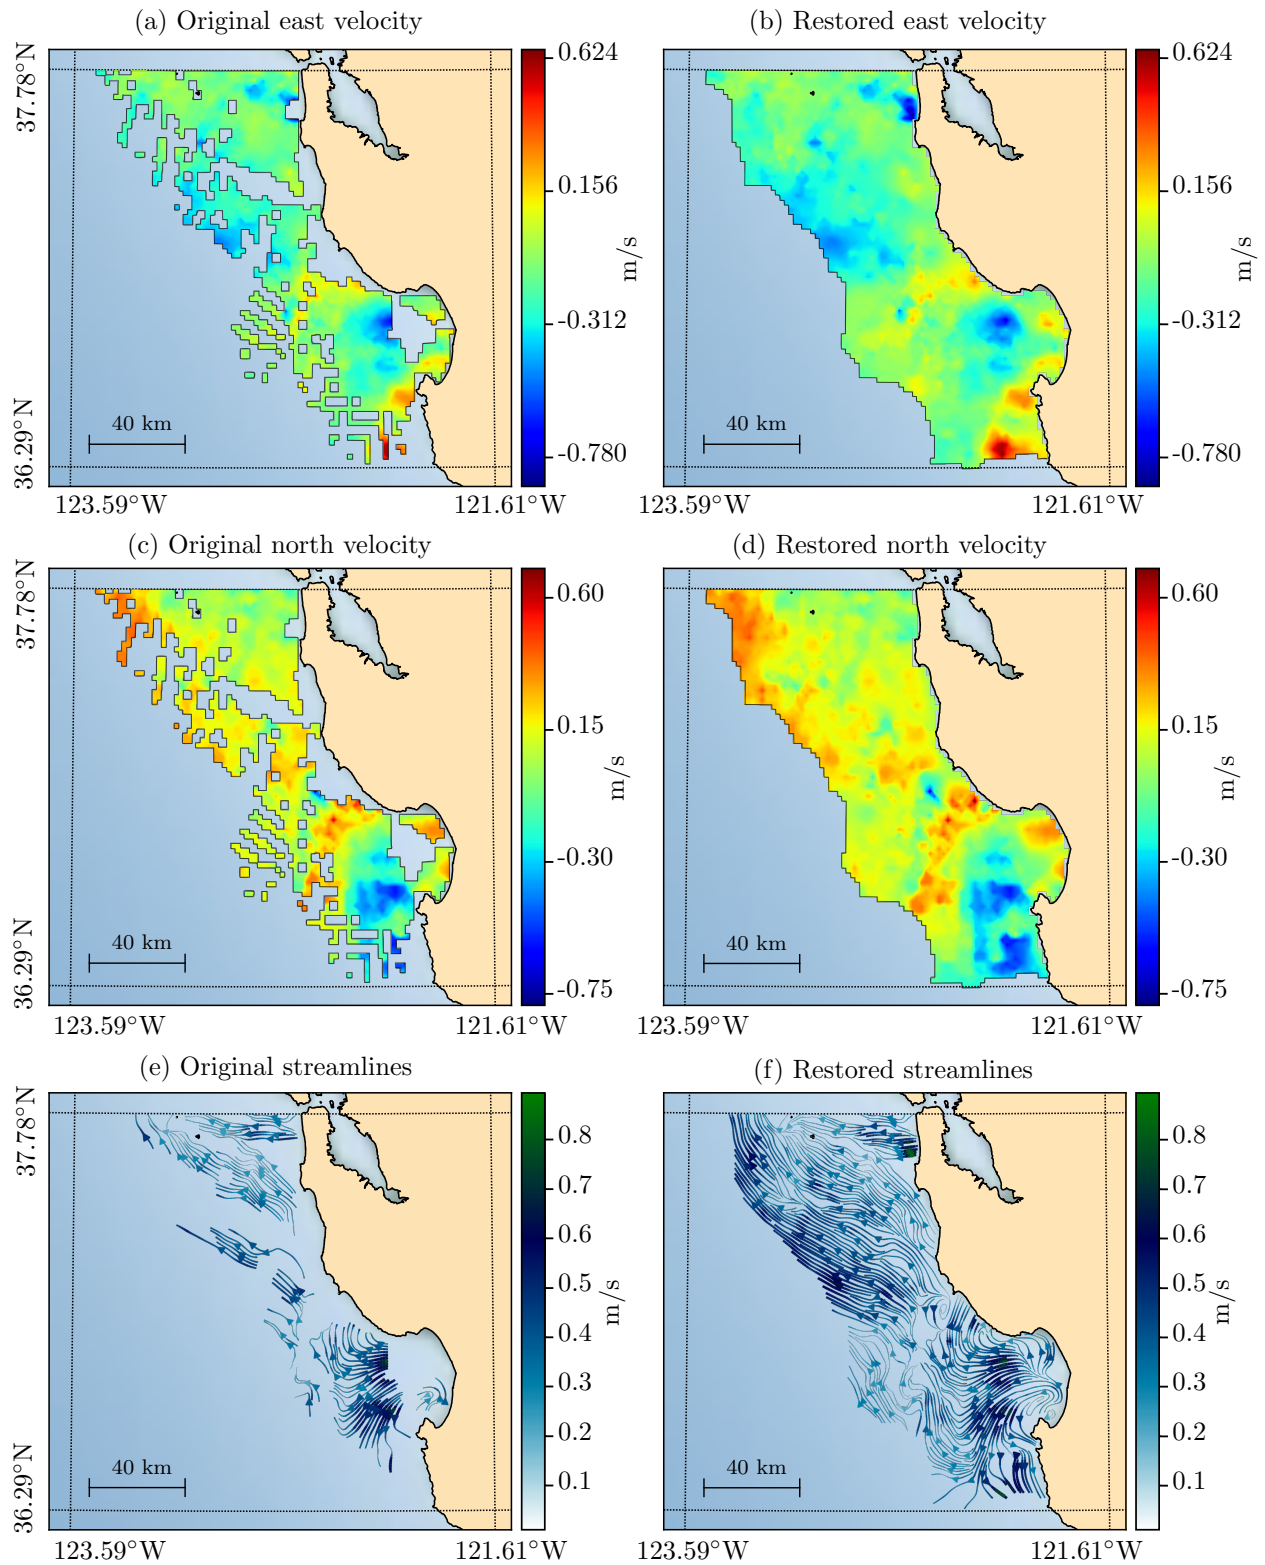 (a) Original east velocity
(b) Restored east velocity
37.78°N
36.29°N
40 km
123.59°W
121.61°W
0.624
0.156
-0.312
-0.780
m/s
40 km
123.59°W
121.61°W
0.624
0.156
-0.312
-0.780
m/s
(c) Original north velocity
(d) Restored north velocity
37.78°N
36.29°N
40 km
123.59°W
121.61°W
0.60
0.15
-0.30
-0.75
m/s
40 km
123.59°W
121.61°W
0.60
0.15
-0.30
-0.75
m/s
(e) Original streamlines
(f) Restored streamlines
37.78°N
36.29°N
40 km
123.59°W
121.61°W
0.8
0.7
0.6
0.5
0.4
0.3
0.2
0.1
m/s
40 km
123.59°W
121.61°W
0.8
0.7
0.6
0.5
0.4
0.3
0.2
0.1
m/s